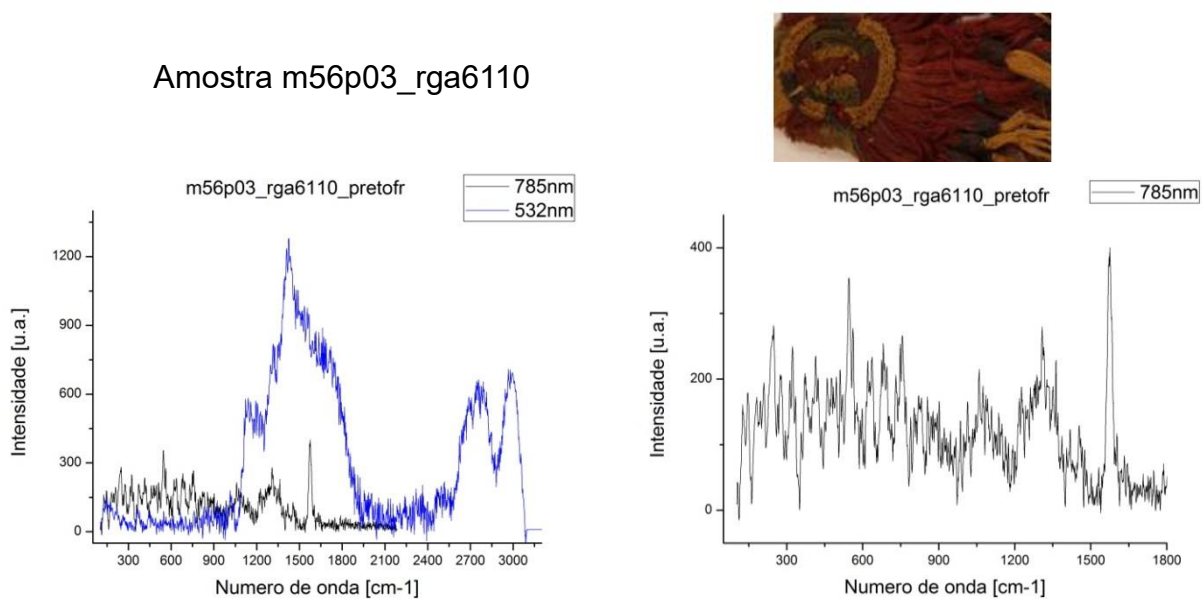 Amostra m56p03_rga6110
m56p03_rga6110_pretofr
785nm
532nm
1200
900
600
300
0
Intensidade [u.a.]
300 600 900 1200 1500 1800 2100 2400 2700 3000
Numero de onda [cm-1]
m56p03_rga6110_pretofr
785nm
400
200
0
Intensidade [u.a.]
300 600 900 1200 1500 1800
Numero de onda [cm-1]